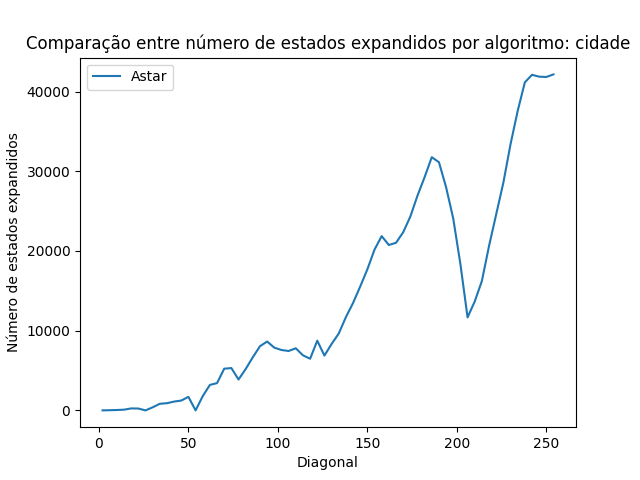 Comparação entre número de estados expandidos por algoritmo: cidade
Astar
Número de estados expandidos
40000
30000
20000
10000
0
0 50 100 150 200 250
Diagonal